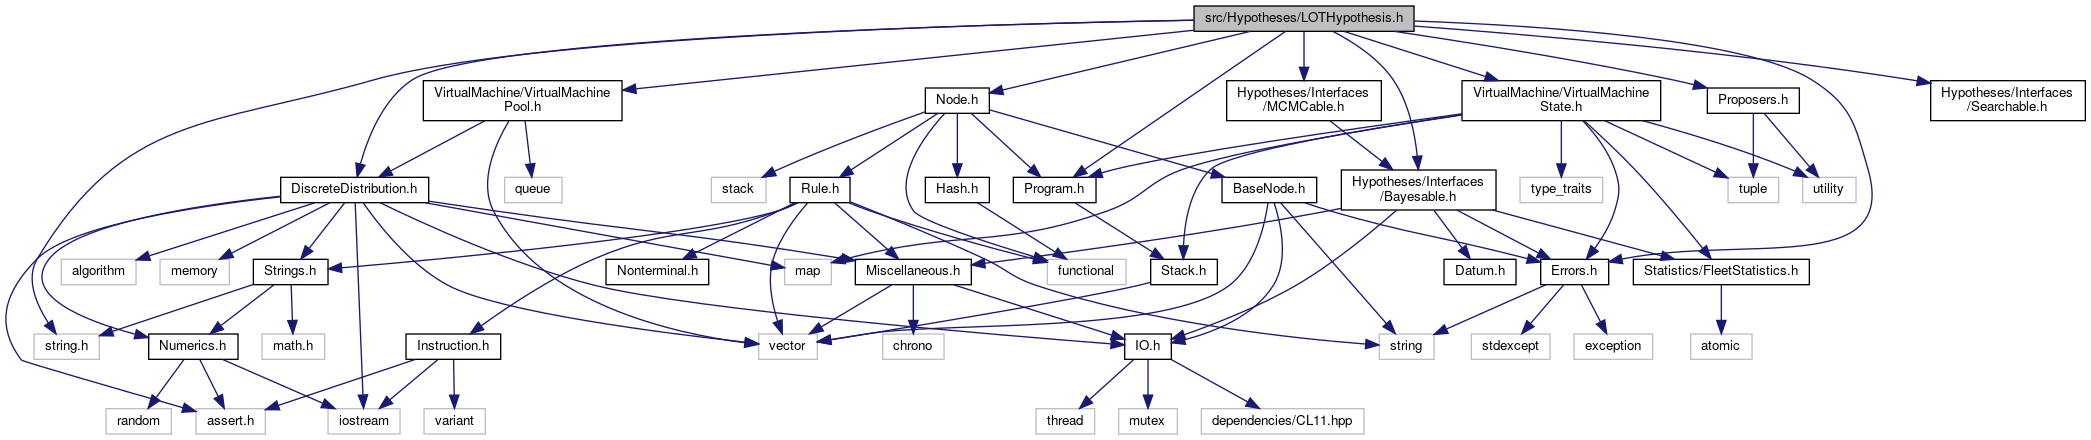 src/Hypotheses/LOTHypothesis.h
VirtualMachine/VirtualMachine
Pool.h
Node.h
Hypotheses/Interfaces
/MCMCable.h
VirtualMachine/VirtualMachine
State.h
Proposers.h
Hypotheses/Interfaces
/Searchable.h
DiscreteDistribution.h
queue
stack
Rule.h
Hash.h
Program.h
BaseNode.h
Hypotheses/Interfaces
/Bayesable.h
type_traits
tuple
utility
algorithm
memory
Strings.h
Nonterminal.h
map
Miscellaneous.h
functional
Stack.h
Datum.h
Errors.h
Statistics/FleetStatistics.h
string.h
Numerics.h
math.h
Instruction.h
vector
chrono
IO.h
string
stdexcept
exception
atomic
random
assert.h
iostream
variant
thread
mutex
dependencies/CL11.hpp